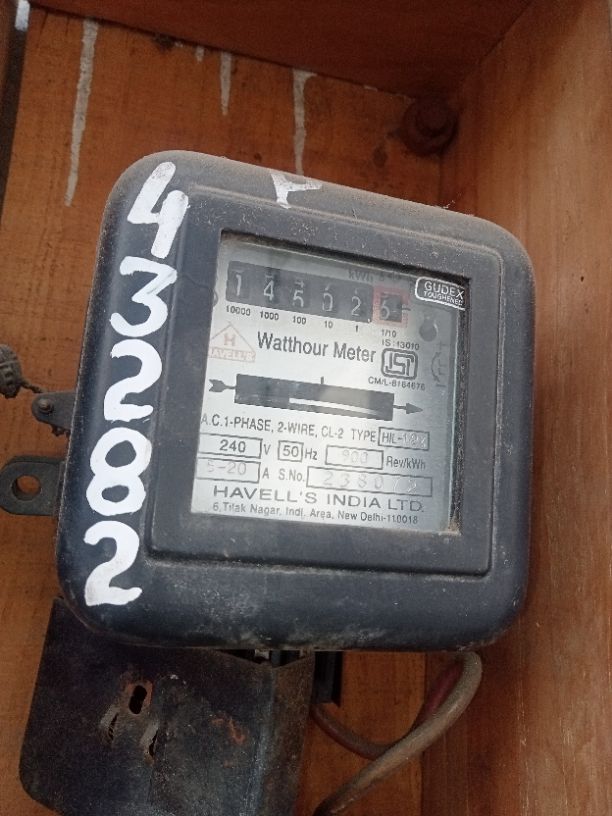 43282
kWh
1 4 5 0 2
10000 1000 100 10 1 1/10
GUDEX
TOUGHENED
IS:13010
H
HAVELL'S
Watthour Meter
ISI
CM/L-8164676
A.C.1-PHASE, 2-WIRE, CL-2 TYPE
240 V 50 Hz 900 Rev/kWh
5-20 A S.No.
HAVELL'S INDIA LTD.
6, Tilak Nagar, Indl. Area, New Delhi-110018